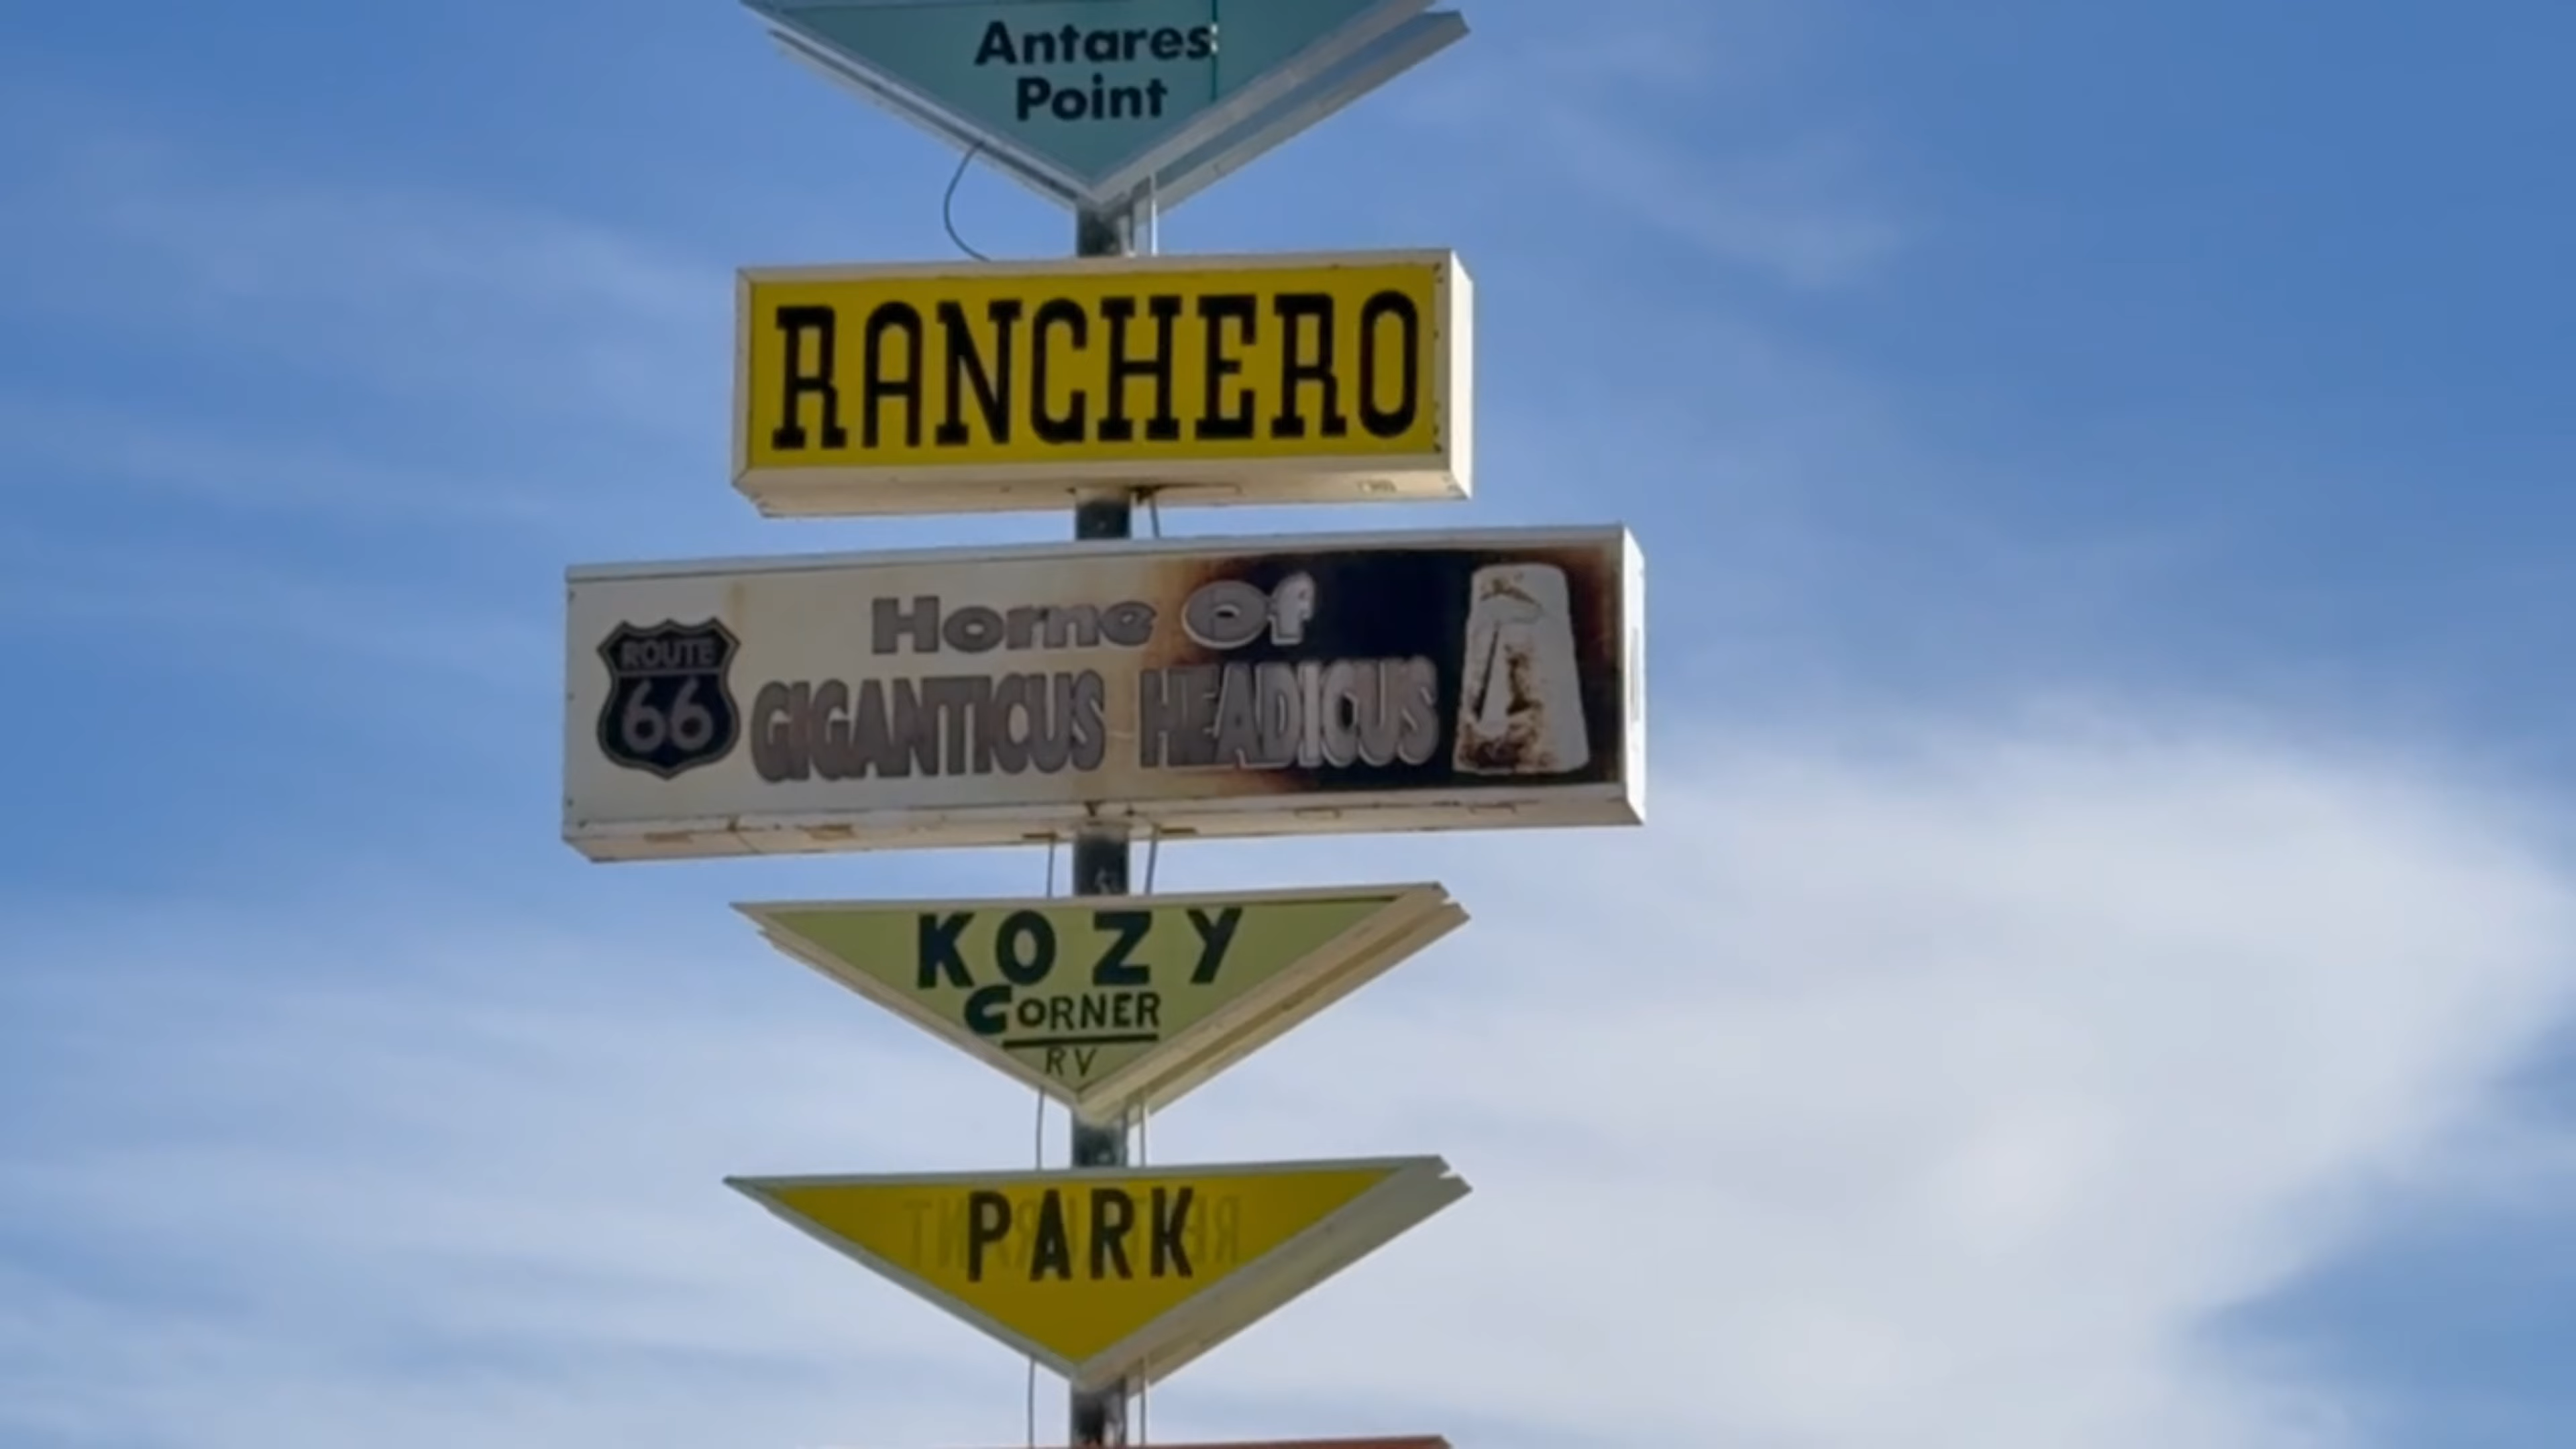 Antares
Point
RANCHERO
Home Of
ROUTE
66
GIGANTICUS HEADICUS
KOZY
CORNER
RV
PARK